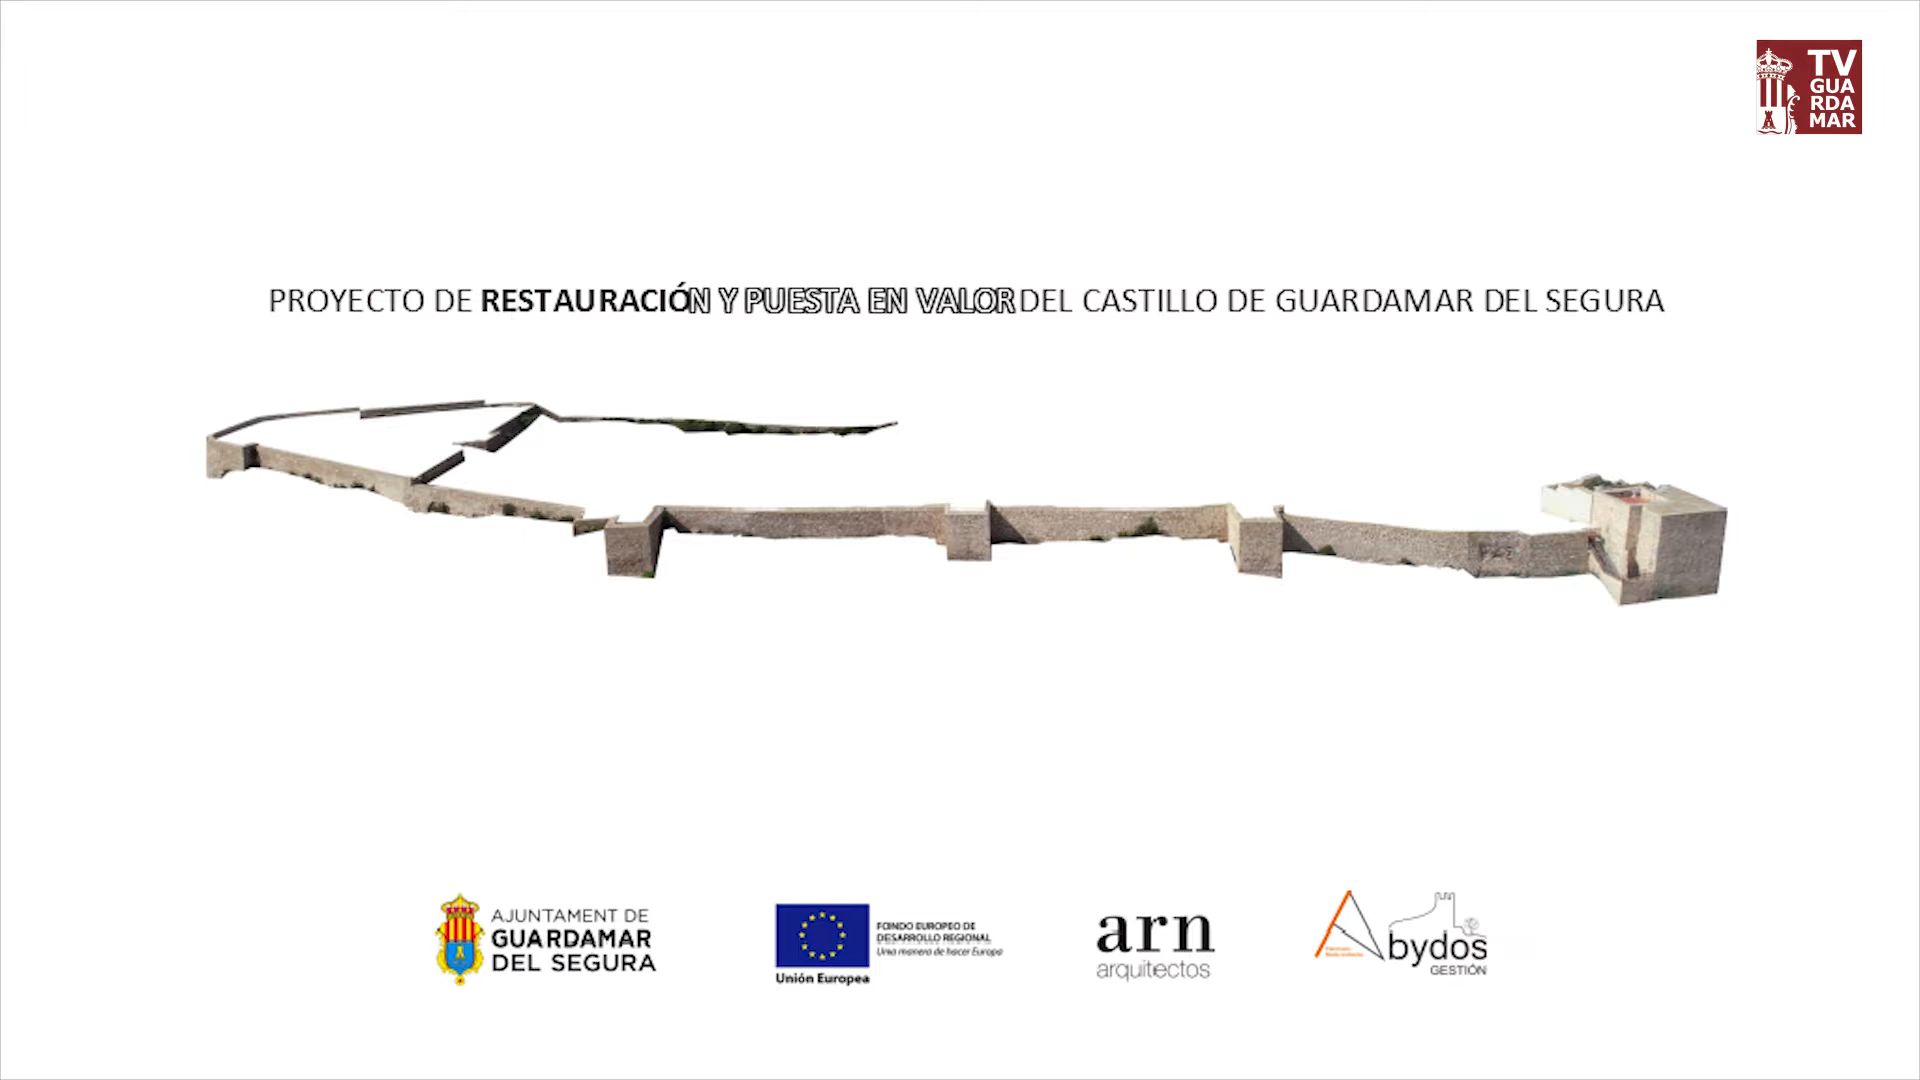 TV
GUA
RDA
MAR
PROYECTO DE RESTAURACIÓN Y PUESTA EN VALOR DEL CASTILLO DE GUARDAMAR DEL SEGURA
AJUNTAMENT DE
GUARDAMAR
DEL SEGURA
FONDO EUROPEO DE
DESARROLLO REGIONAL
Una manera de hacer Europa
Unión Europea
arn
arquitectos
Abydos
GESTIÓN